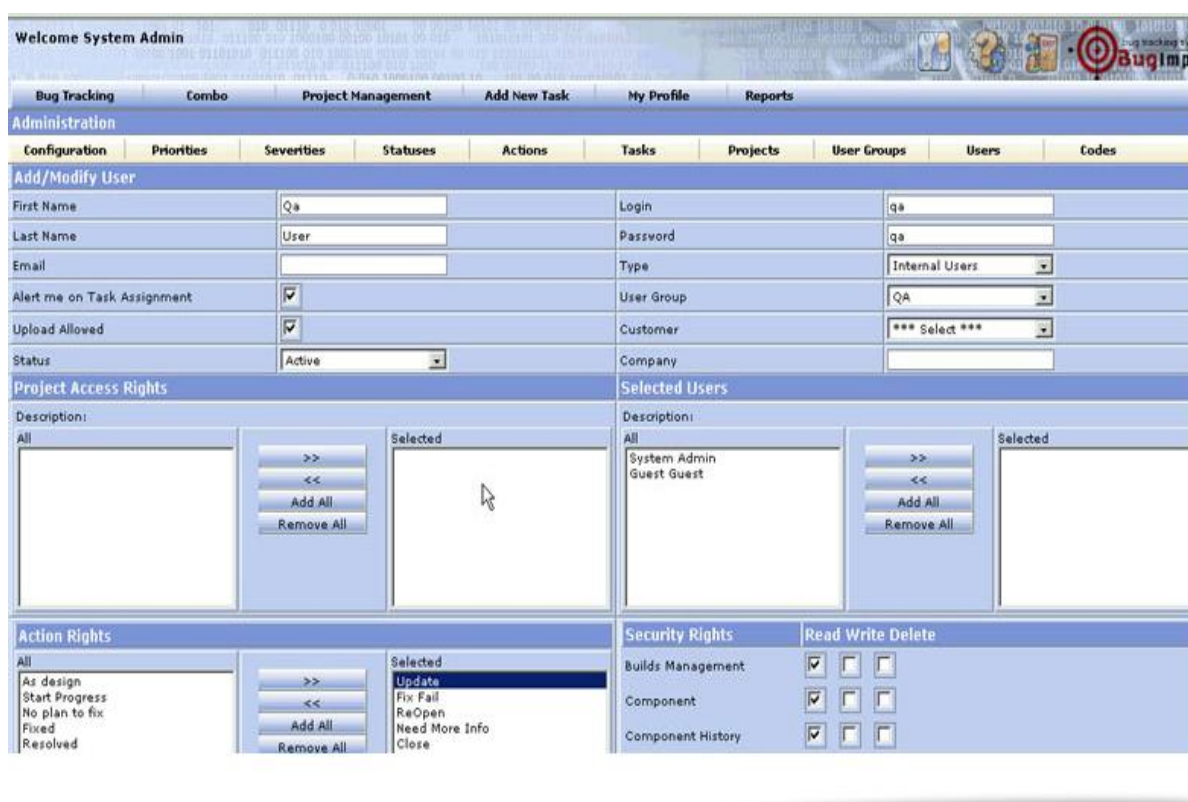 Welcome System Admin
bug tracking
BugImp
Bug Tracking Combo Project Management Add New Task My Profile Reports
Administration
Configuration Priorities Severities Statuses Actions Tasks Projects User Groups Users Codes
Add/Modify User
First Name Qa Login qa
Last Name User Password qa
Email Type Internal Users
Alert me on Task Assignment User Group QA
Upload Allowed Customer *** Select ***
Status Active Company
Project Access Rights Selected Users
Description: Description:
All Selected All Selected
>> System Admin >>
<< Guest Guest <<
Add All Add All
Remove All Remove All
Action Rights Security Rights Read Write Delete
All Selected Builds Management
As design >> Update
Start Progress << Fix Fail Component
No plan to fix ReOpen
Fixed Add All Need More Info Component History
Resolved Remove All Close